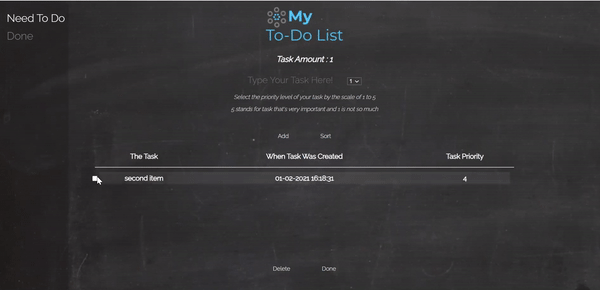 Need To Do
Done
My
To-Do List
Task Amount : 1
Type Your Task Here!
1
Select the priority level of your task by the scale of 1 to 5
5 stands for task that's very important and 1 is not so much
Add Sort
The Task When Task Was Created Task Priority
second item 01-02-2021 16:18:31 4
Delete Done